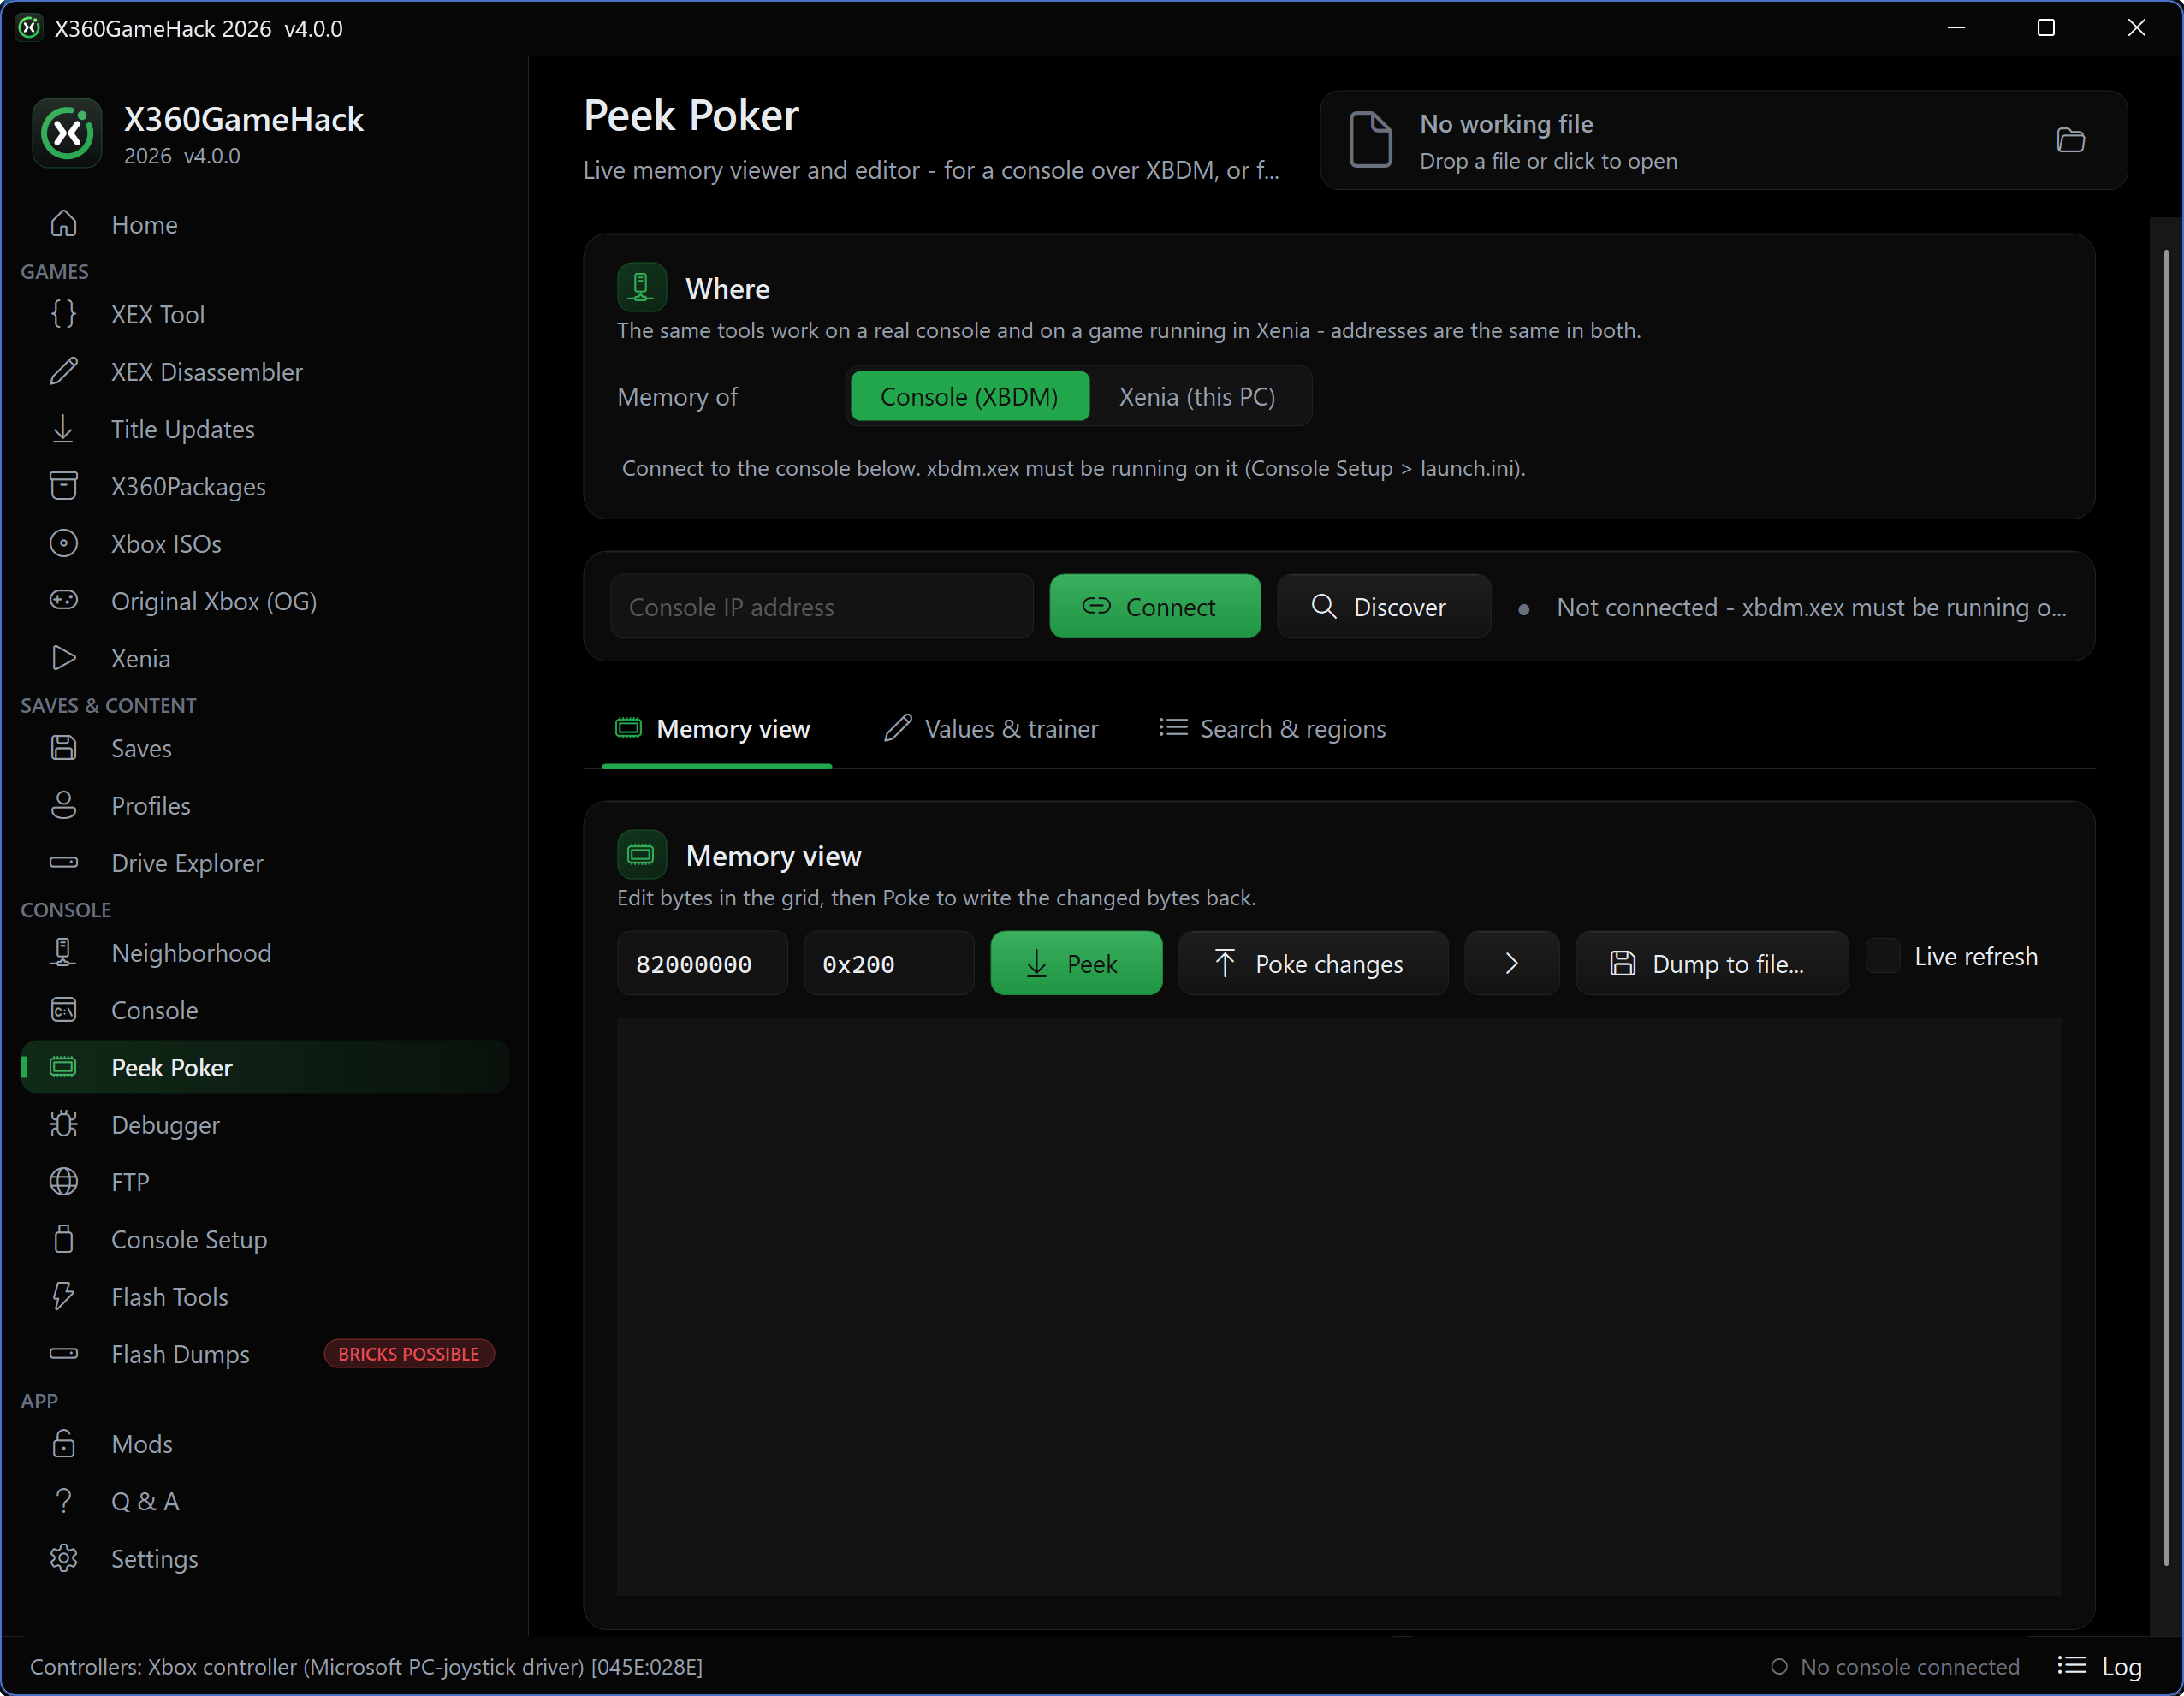 X360GameHack 2026 v4.0.0
X360GameHack
2026 v4.0.0
Home
GAMES
XEX Tool
XEX Disassembler
Title Updates
X360Packages
Xbox ISOs
Original Xbox (OG)
Xenia
SAVES & CONTENT
Saves
Profiles
Drive Explorer
CONSOLE
Neighborhood
Console
Peek Poker
Debugger
FTP
Console Setup
Flash Tools
Flash Dumps
BRICKS POSSIBLE
APP
Mods
Q & A
Settings
Peek Poker
Live memory viewer and editor - for a console over XBDM, or f...
No working file
Drop a file or click to open
Where
The same tools work on a real console and on a game running in Xenia - addresses are the same in both.
Memory of
Console (XBDM)
Xenia (this PC)
Connect to the console below. xbdm.xex must be running on it (Console Setup > launch.ini).
Console IP address
Connect
Discover
Not connected - xbdm.xex must be running o...
Memory view
Values & trainer
Search & regions
Memory view
Edit bytes in the grid, then Poke to write the changed bytes back.
82000000
0x200
Peek
Poke changes
Dump to file...
Live refresh
Controllers: Xbox controller (Microsoft PC-joystick driver) [045E:028E]
No console connected
Log